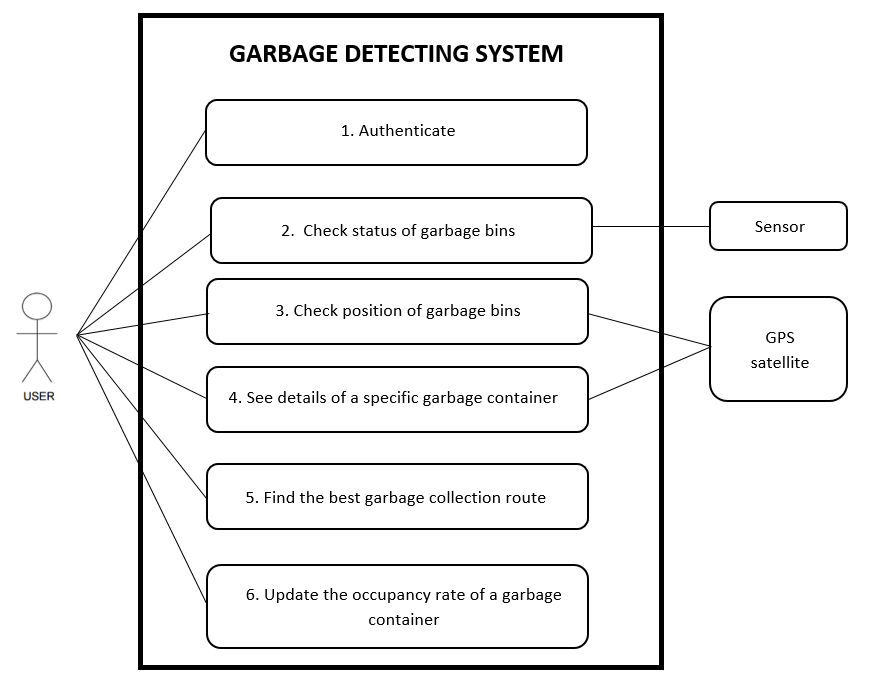 GARBAGE DETECTING SYSTEM
1. Authenticate
2. Check status of garbage bins
Sensor
3. Check position of garbage bins
GPS
satellite
4. See details of a specific garbage container
USER
5. Find the best garbage collection route
6. Update the occupancy rate of a garbage
container